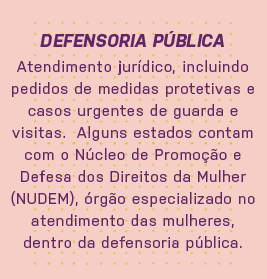 DEFENSORIA PÚBLICA
Atendimento jurídico, incluindo
pedidos de medidas protetivas e
casos urgentes de guarda e
visitas. Alguns estados contam
com o Núcleo de Promoção e
Defesa dos Direitos da Mulher
(NUDEM), órgão especializado no
atendimento das mulheres,
dentro da defensoria pública.